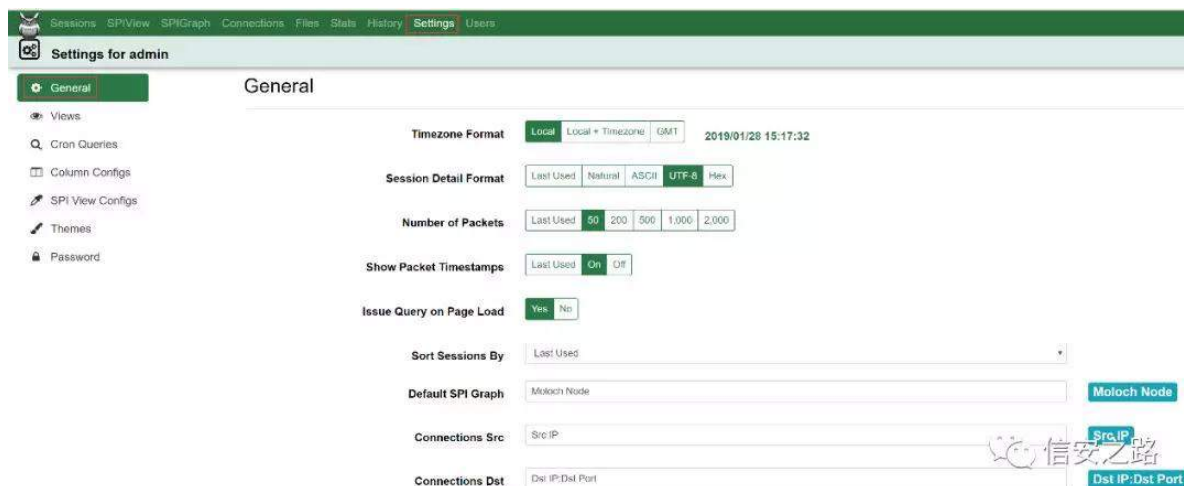 Sessions SPIView SPIGraph Connections Files Stats History Settings Users
Settings for admin
General
Views
Cron Queries
Column Configs
SPI View Configs
Themes
Password
General
Timezone Format Local Local + Timezone GMT 2019/01/28 15:17:32
Session Detail Format Last Used Natural ASCII UTF-8 Hex
Number of Packets Last Used 50 200 500 1,000 2,000
Show Packet Timestamps Last Used On Off
Issue Query on Page Load Yes No
Sort Sessions By Last Used
Default SPI Graph Moloch Node Moloch Node
Connections Src Src IP Src IP
Connections Dst Dst IP:Dst Port Dst IP:Dst Port
信安之路